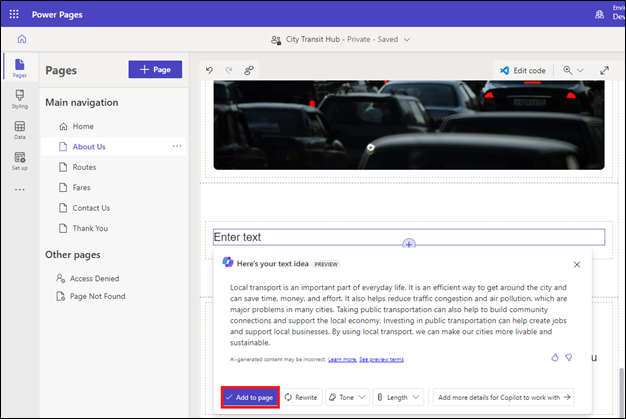 Power Pages
Envir
Dev
City Transit Hub - Private - Saved
Pages
Styling
Data
Set up
Pages
+ Page
Main navigation
Home
About Us
Routes
Fares
Contact Us
Thank You
Other pages
Access Denied
Page Not Found
Edit code
Enter text
Here's your text idea PREVIEW
Local transport is an important part of everyday life. It is an efficient way to get around the city and
can save time, money, and effort. It also helps reduce traffic congestion and air pollution, which are
major problems in many cities. Taking public transportation can also help to build community
connections and support the local economy. Investing in public transportation can help create jobs
and support local businesses. By using local transport, we can make our cities more livable and
sustainable.
AI-generated content may be incorrect. Learn more. See preview terms
Add to page
Rewrite
Tone
Length
Add more details for Copilot to work with
u